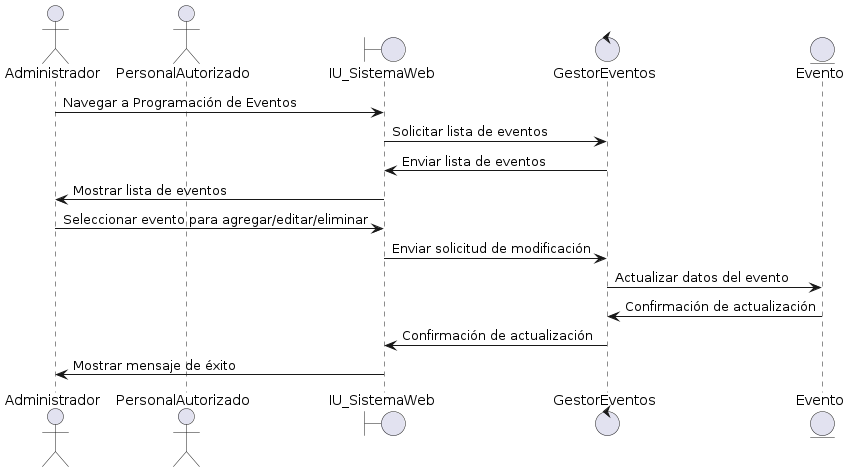 Administrador PersonalAutorizado IU_SistemaWeb GestorEventos Evento
Navegar a Programación de Eventos
Solicitar lista de eventos
Enviar lista de eventos
Mostrar lista de eventos
Seleccionar evento para agregar/editar/eliminar
Enviar solicitud de modificación
Actualizar datos del evento
Confirmación de actualización
Confirmación de actualización
Mostrar mensaje de éxito
Administrador PersonalAutorizado IU_SistemaWeb GestorEventos Evento